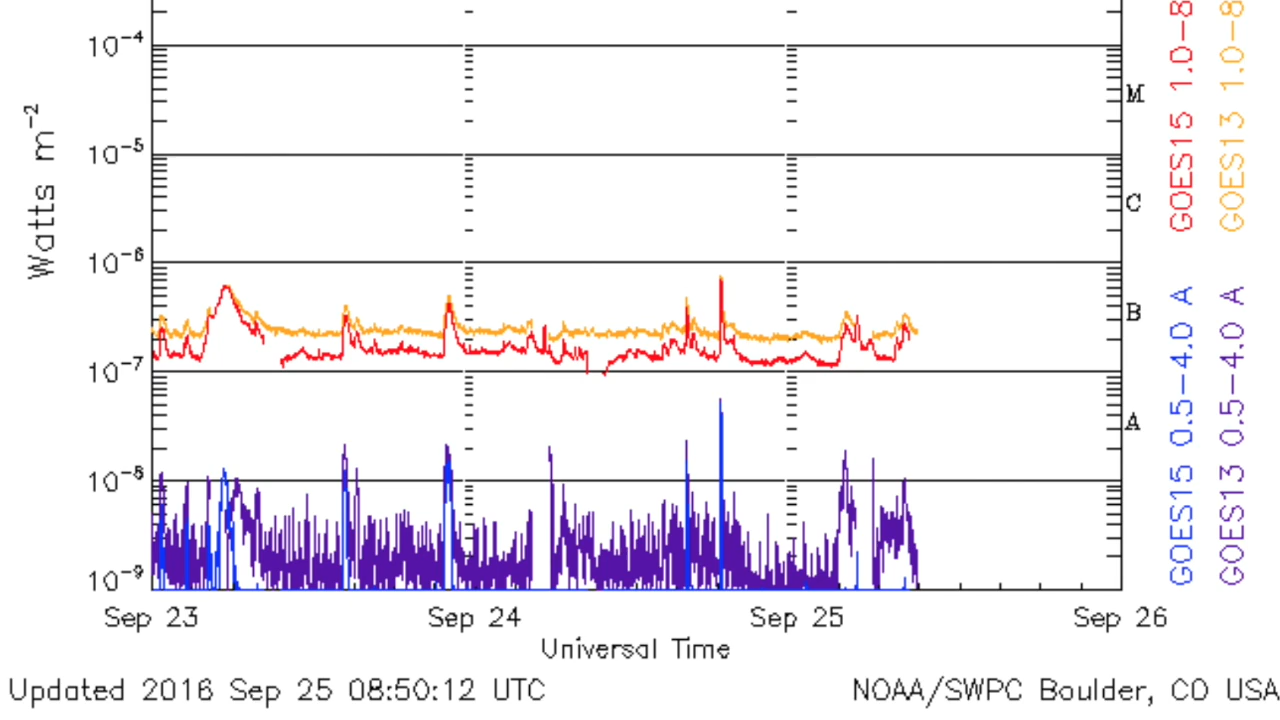 10⁻⁴
10⁻⁵
10⁻⁶
10⁻⁷
10⁻⁸
10⁻⁹
Watts m⁻²
M
C
B
A
GOES15 1.0–8
GOES13 1.0–8
GOES15 0.5–4.0 A
GOES13 0.5–4.0 A
Sep 23 Sep 24 Sep 25 Sep 26
Universal Time
Updated 2016 Sep 25 08:50:12 UTC NOAA/SWPC Boulder, CO USA